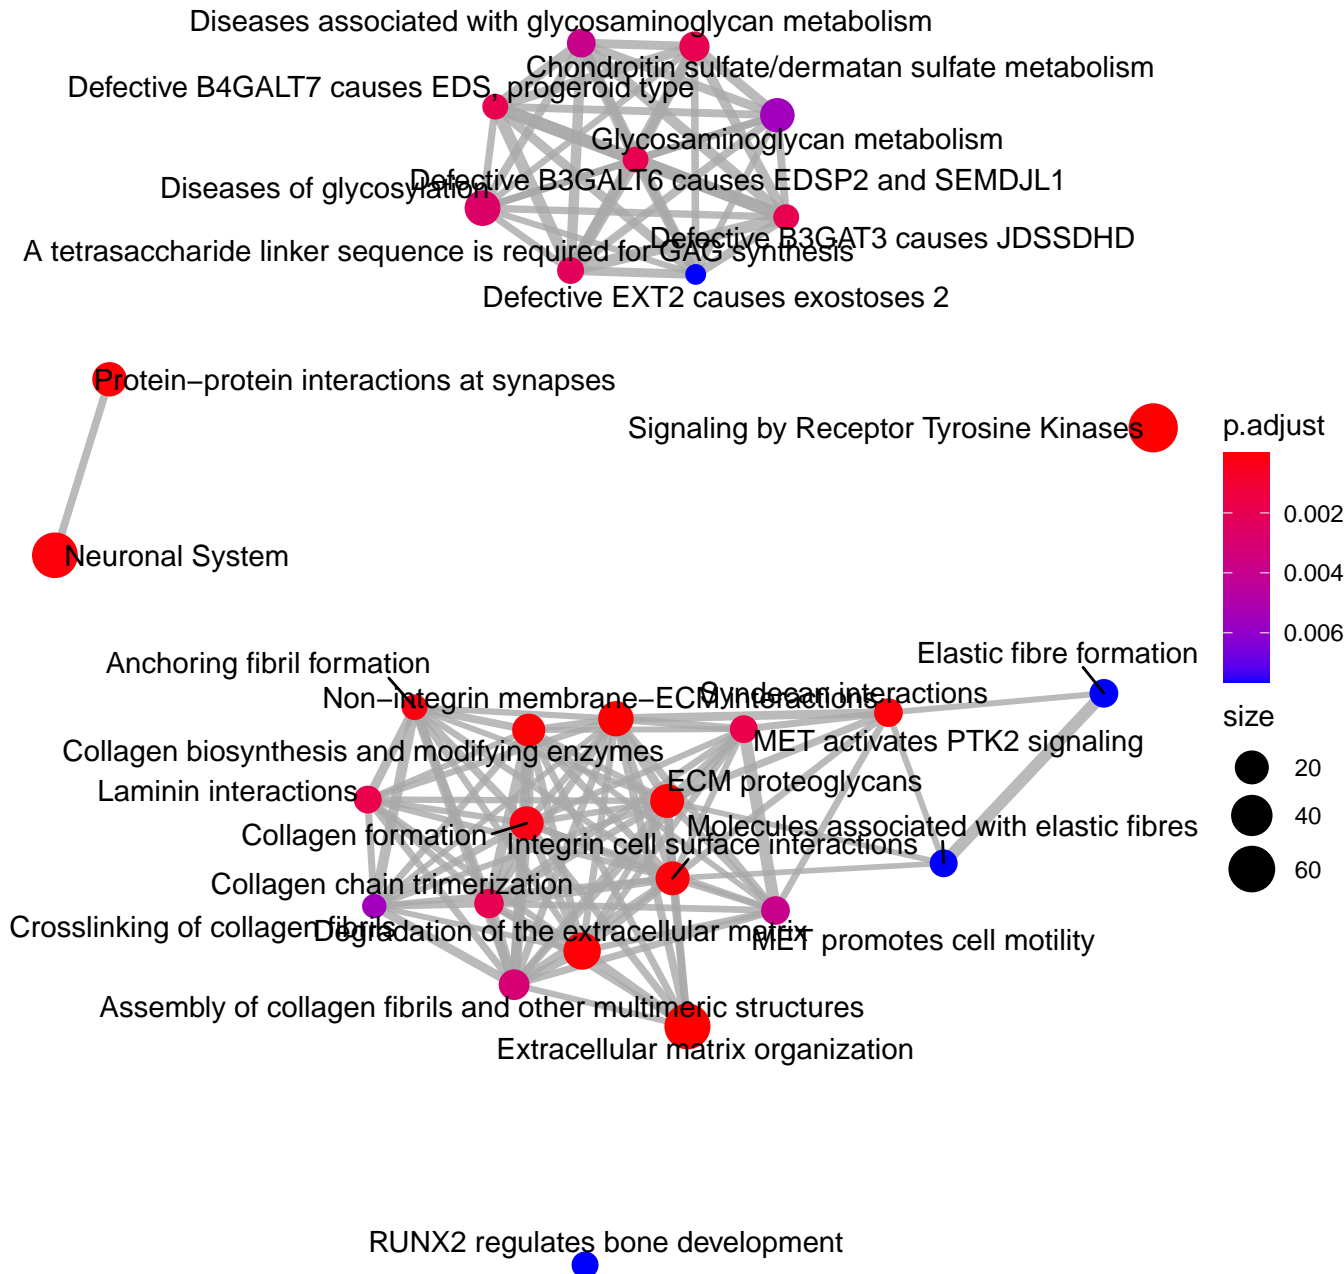 Diseases associated with glycosaminoglycan metabolism
Chondroitin sulfate/dermatan sulfate metabolism
Defective B4GALT7 causes EDS, progeroid type
Glycosaminoglycan metabolism
Defective B3GALT6 causes EDSP2 and SEMDJL1
Diseases of glycosylation
Defective B3GAT3 causes JDSSDHD
A tetrasaccharide linker sequence is required for GAG synthesis
Defective EXT2 causes exostoses 2
Protein−protein interactions at synapses
Signaling by Receptor Tyrosine Kinases
Neuronal System
p.adjust
0.002
0.004
0.006
size
20
40
60
Elastic fibre formation
Anchoring fibril formation
Syndecan interactions
Non−integrin membrane−ECM interactions
MET activates PTK2 signaling
Collagen biosynthesis and modifying enzymes
ECM proteoglycans
Laminin interactions
Molecules associated with elastic fibres
Collagen formation
Integrin cell surface interactions
Collagen chain trimerization
Crosslinking of collagen fibrils
Degradation of the extracellular matrix
MET promotes cell motility
Assembly of collagen fibrils and other multimeric structures
Extracellular matrix organization
RUNX2 regulates bone development